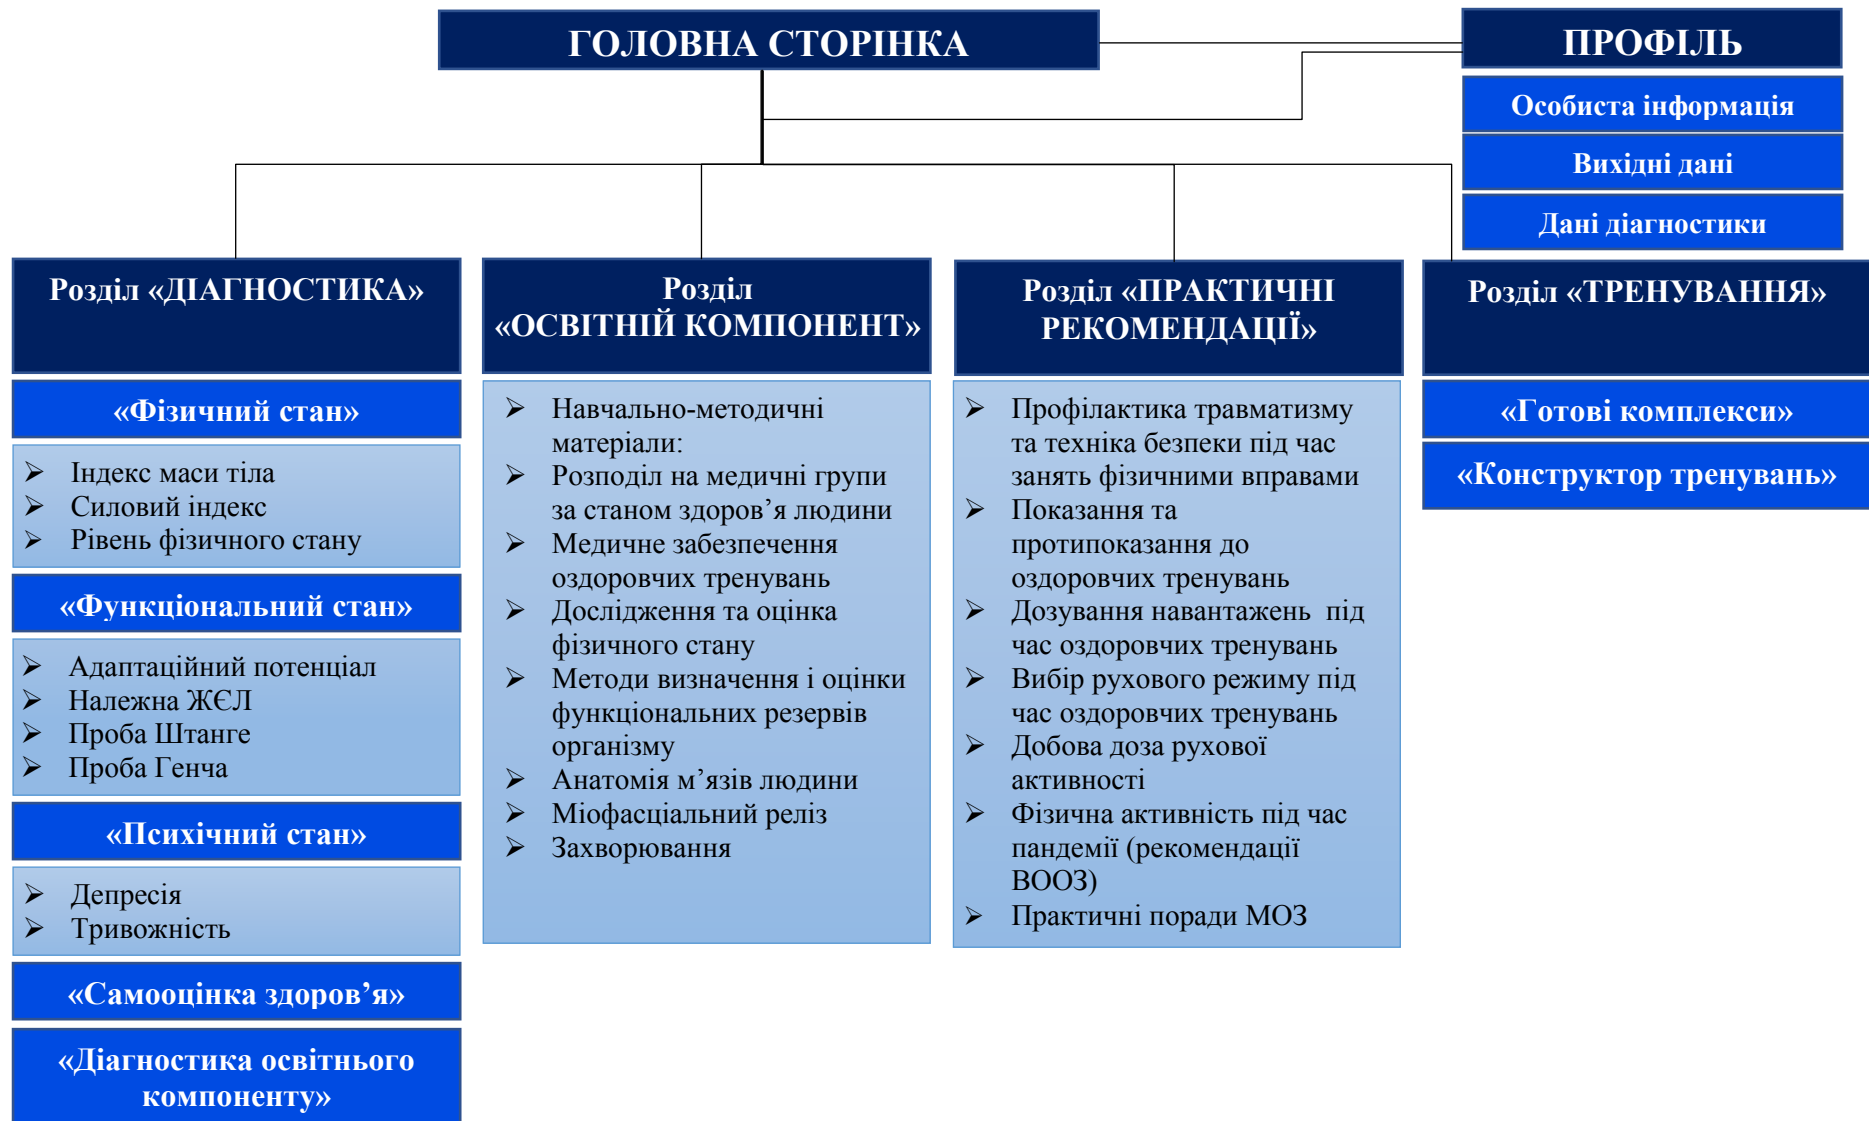 ГОЛОВНА СТОРІНКА
ПРОФІЛЬ
Особиста інформація
Вихідні дані
Дані діагностики
Розділ «ДІАГНОСТИКА»
«Фізичний стан»
➢ Індекс маси тіла
➢ Силовий індекс
➢ Рівень фізичного стану
«Функціональний стан»
➢ Адаптаційний потенціал
➢ Належна ЖЄЛ
➢ Проба Штанге
➢ Проба Генча
«Психічний стан»
➢ Депресія
➢ Тривожність
«Самооцінка здоров’я»
«Діагностика освітнього
компоненту»
Розділ
«ОСВІТНІЙ КОМПОНЕНТ»
➢ Навчально-методичні
матеріали:
➢ Розподіл на медичні групи
за станом здоров’я людини
➢ Медичне забезпечення
оздоровчих тренувань
➢ Дослідження та оцінка
фізичного стану
➢ Методи визначення і оцінки
функціональних резервів
організму
➢ Анатомія м’язів людини
➢ Міофасціальний реліз
➢ Захворювання
Розділ «ПРАКТИЧНІ
РЕКОМЕНДАЦІЇ»
➢ Профілактика травматизму
та техніка безпеки під час
занять фізичними вправами
➢ Показання та
протипоказання до
оздоровчих тренувань
➢ Дозування навантажень під
час оздоровчих тренувань
➢ Вибір рухового режиму під
час оздоровчих тренувань
➢ Добова доза рухової
активності
➢ Фізична активність під час
пандемії (рекомендації
ВООЗ)
➢ Практичні поради МОЗ
Розділ «ТРЕНУВАННЯ»
«Готові комплекси»
«Конструктор тренувань»